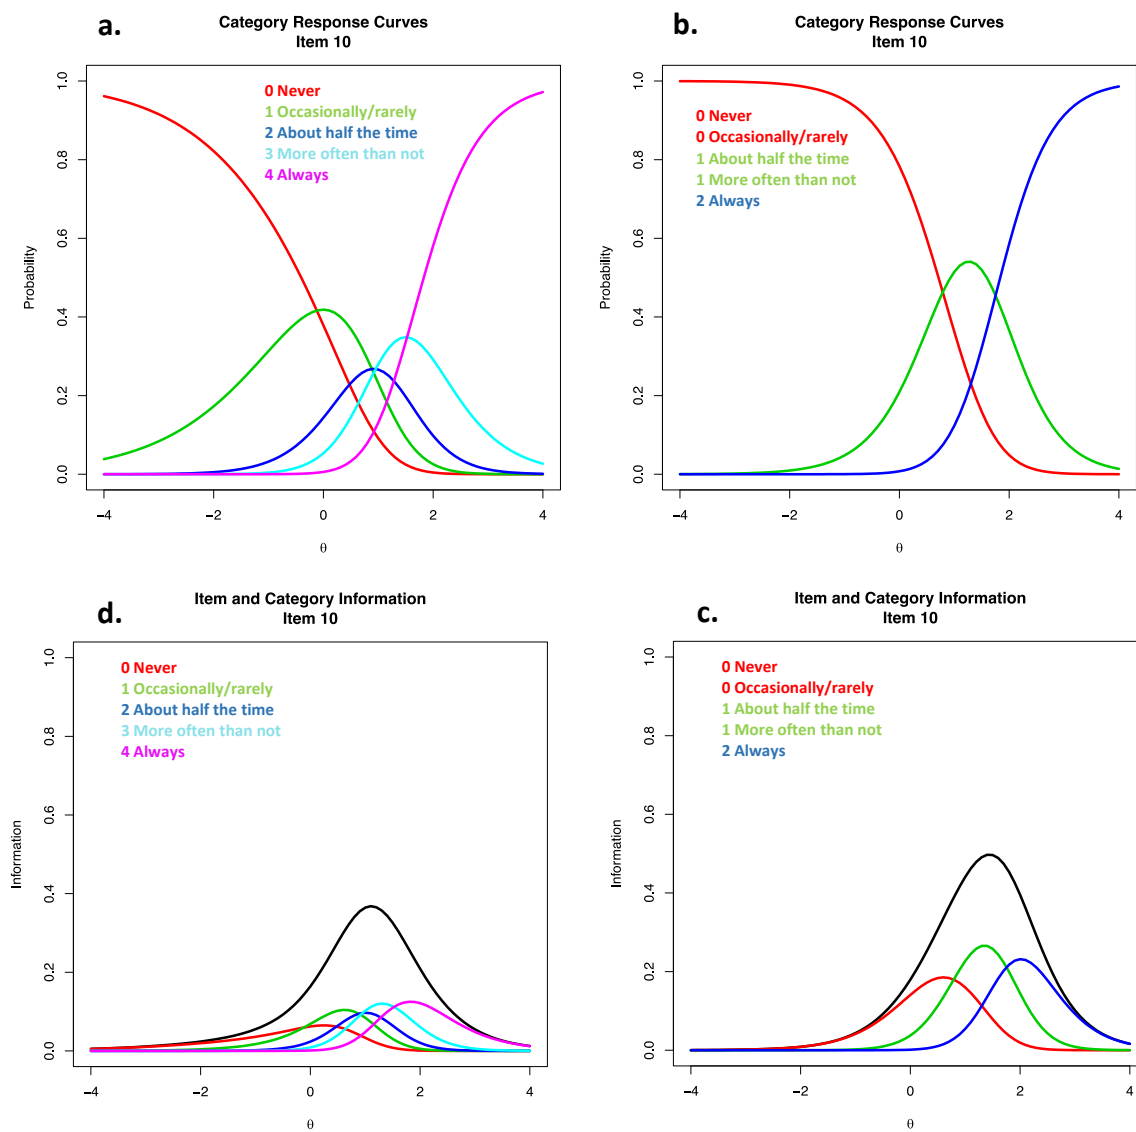 a.
Category Response Curves
Item 10
0 Never
1 Occasionally/rarely
2 About half the time
3 More often than not
4 Always
Probability
0.0
0.2
0.4
0.6
0.8
1.0
−4
−2
0
2
4
θ
b.
Category Response Curves
Item 10
0 Never
0 Occasionally/rarely
1 About half the time
1 More often than not
2 Always
Probability
0.0
0.2
0.4
0.6
0.8
1.0
−4
−2
0
2
4
θ
d.
Item and Category Information
Item 10
0 Never
1 Occasionally/rarely
2 About half the time
3 More often than not
4 Always
Information
0.0
0.2
0.4
0.6
0.8
1.0
−4
−2
0
2
4
θ
c.
Item and Category Information
Item 10
0 Never
0 Occasionally/rarely
1 About half the time
1 More often than not
2 Always
Information
0.0
0.2
0.4
0.6
0.8
1.0
−4
−2
0
2
4
θ